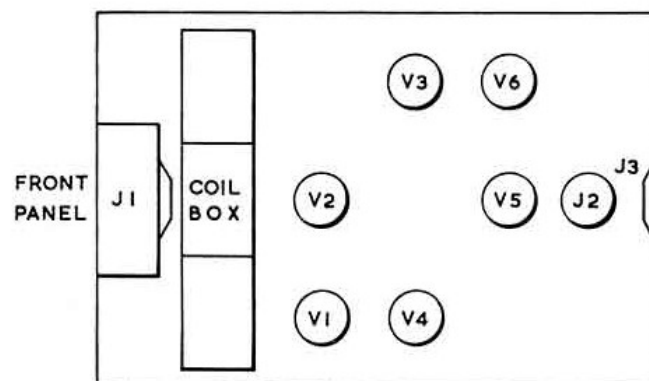 V3 V6
J3
FRONT
PANEL
J1
COIL
BOX
V2 V5 J2
V1 V4